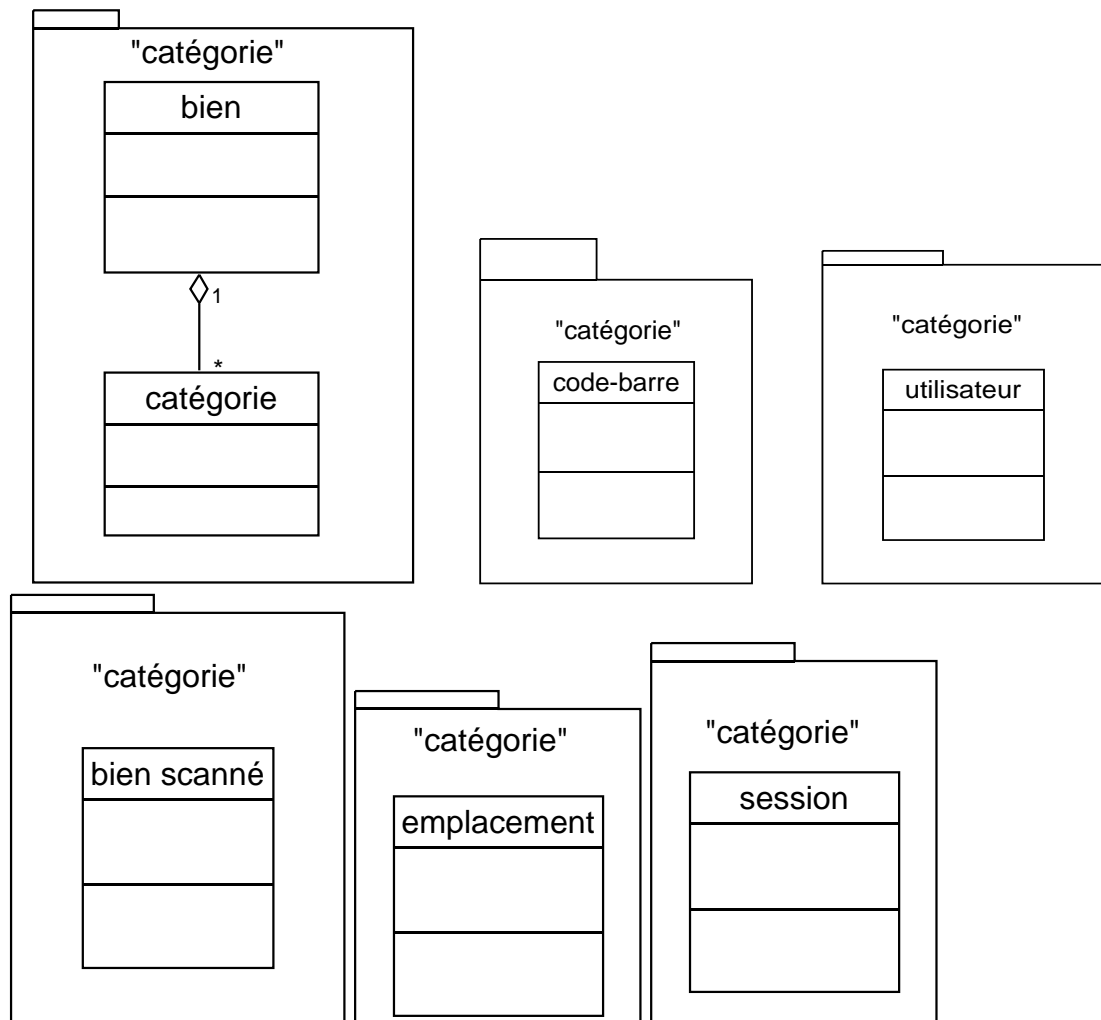 "catégorie"
bien
1
*
catégorie
"catégorie"
code-barre
"catégorie"
utilisateur
"catégorie"
bien scanné
"catégorie"
emplacement
"catégorie"
session